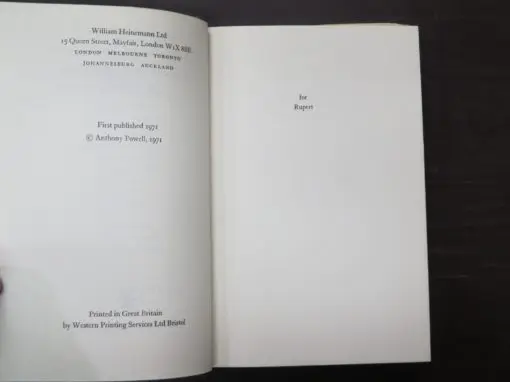 William Heinemann Ltd
15 Queen Street, Mayfair, London W1X 8BE
LONDON MELBOURNE TORONTO
JOHANNESBURG AUCKLAND
First published 1971
© Anthony Powell, 1971
Printed in Great Britain
by Western Printing Services Ltd Bristol
for
Rupert